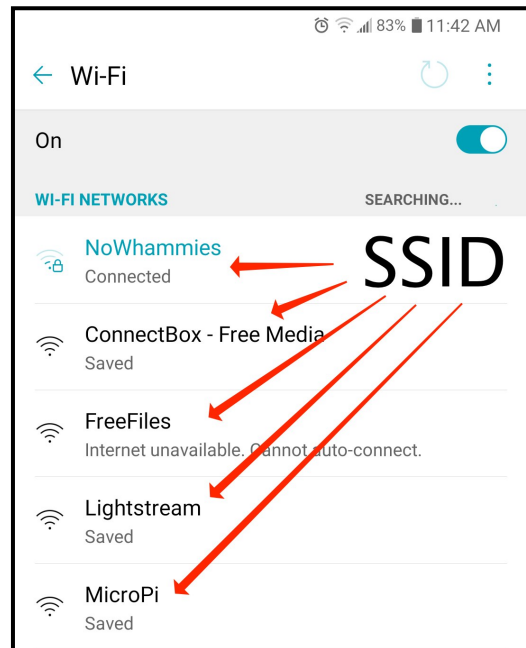 83% 11:42 AM
Wi-Fi
On
WI-FI NETWORKS SEARCHING...
NoWhammies
Connected
SSID
ConnectBox - Free Media
Saved
FreeFiles
Internet unavailable. Cannot auto-connect.
Lightstream
Saved
MicroPi
Saved